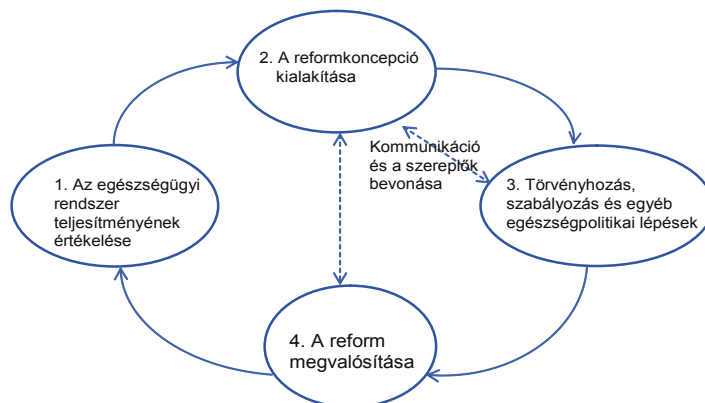 2. A reformkoncepció
kialakítása
Kommunikáció
és a szereplők
bevonása
1. Az egészségügyi
rendszer
teljesítményének
értékelése
3. Törvényhozás,
szabályozás és egyéb
egészségpolitikai lépések
4. A reform
megvalósítása